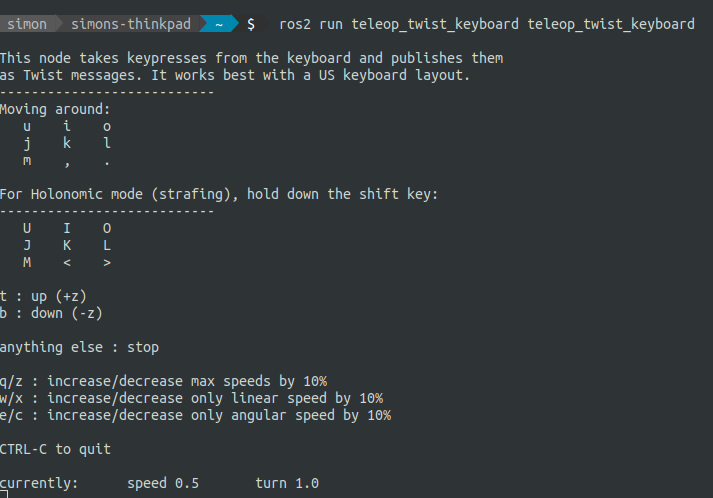 simon simons-thinkpad ~ $ ros2 run teleop_twist_keyboard teleop_twist_keyboard
This node takes keypresses from the keyboard and publishes them
as Twist messages. It works best with a US keyboard layout.
---------------------------
Moving around:
u i o
j k l
m , .
For Holonomic mode (strafing), hold down the shift key:
---------------------------
U I O
J K L
M < >
t : up (+z)
b : down (-z)
anything else : stop
q/z : increase/decrease max speeds by 10%
w/x : increase/decrease only linear speed by 10%
e/c : increase/decrease only angular speed by 10%
CTRL-C to quit
currently: speed 0.5 turn 1.0